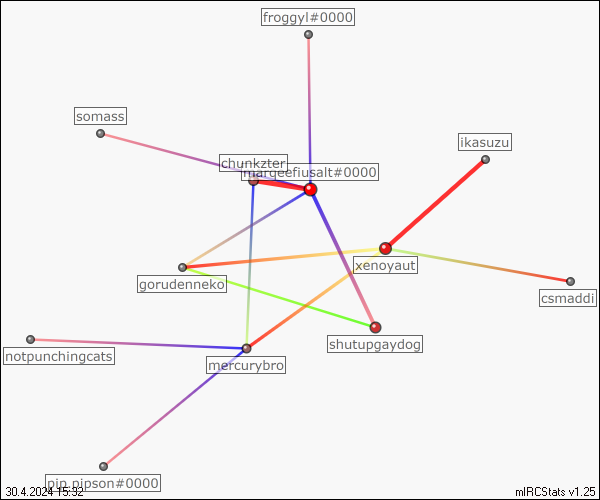 froggyl#0000
somass
ikasuzu
chunkzter
margeefiusalt#0000
xenoyaut
gorudenneko
csmaddi
shutupgaydog
notpunchingcats
mercurybro
pip.pipson#0000
30.4.2024 15:32
mIRCStats v1.25